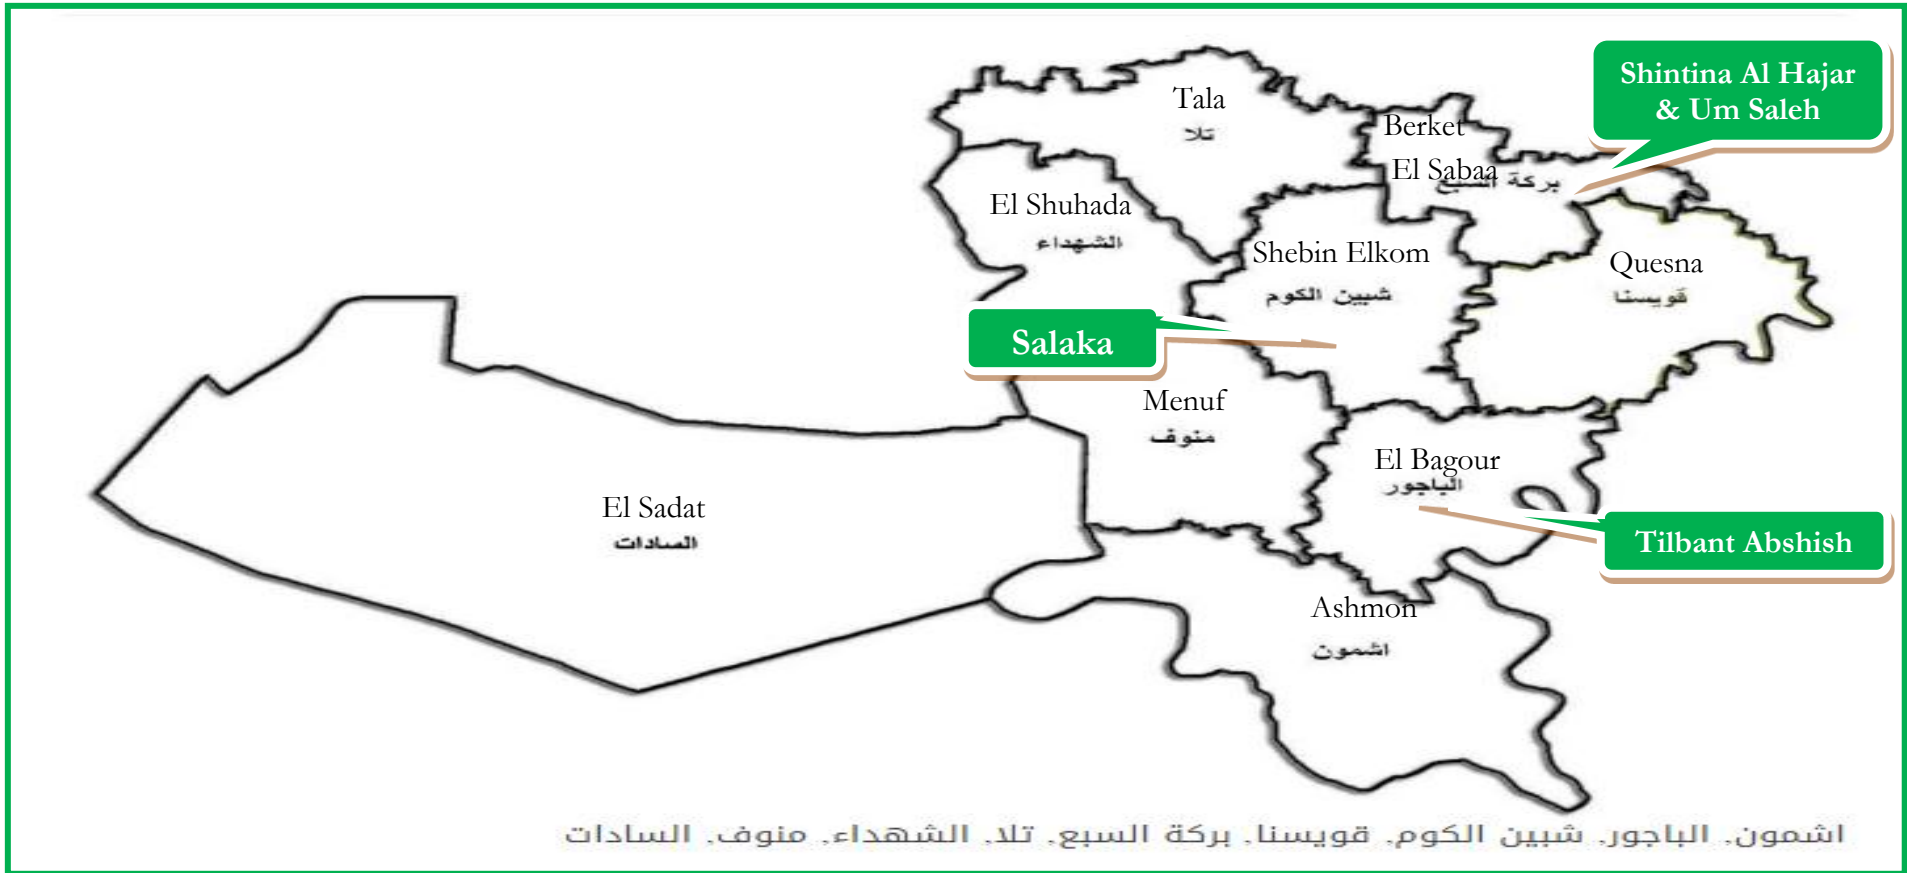 Tala
تلا
Shintina Al Hajar
& Um Saleh
Berket
El Sabaa
بركة السبع
El Shuhada
الشهداء
Shebin Elkom
شبين الكوم
Quesna
قويسنا
Salaka
Menuf
منوف
El Bagour
الباجور
El Sadat
السادات
Tilbant Abshish
Ashmon
اشمون
اشمون, الباجور, شبين الكوم, قويسنا, بركة السبع, تلا, الشهداء, منوف, السادات